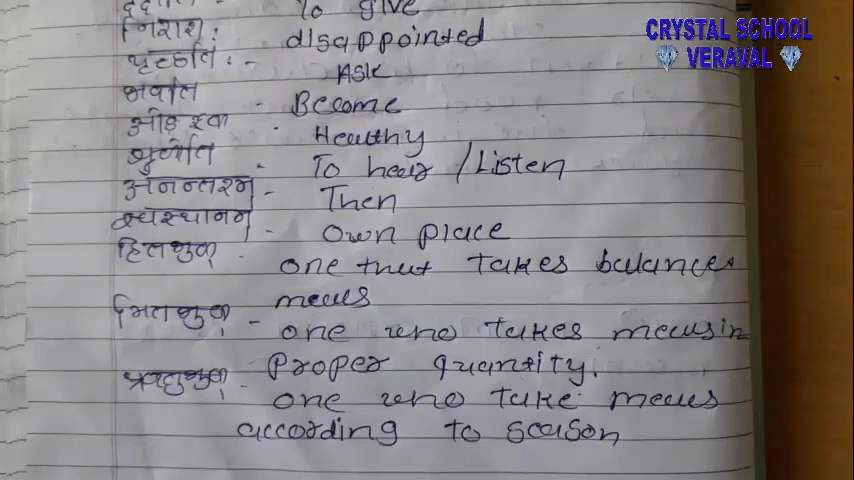 CRYSTAL SCHOOL
VERAVAL
To give
निराश: disappointed
पृच्छति :- Ask
भवति - Become
Healthy
श्रुणोति - To hear / Listen
अनन्तरम् - Then
स्वस्थानम् - Own place
हितभुक् - one that takes balances
meals
मितभुक् - one who takes meals in
Proper quantity.
ऋतुभुक् - one who take meals
according to season